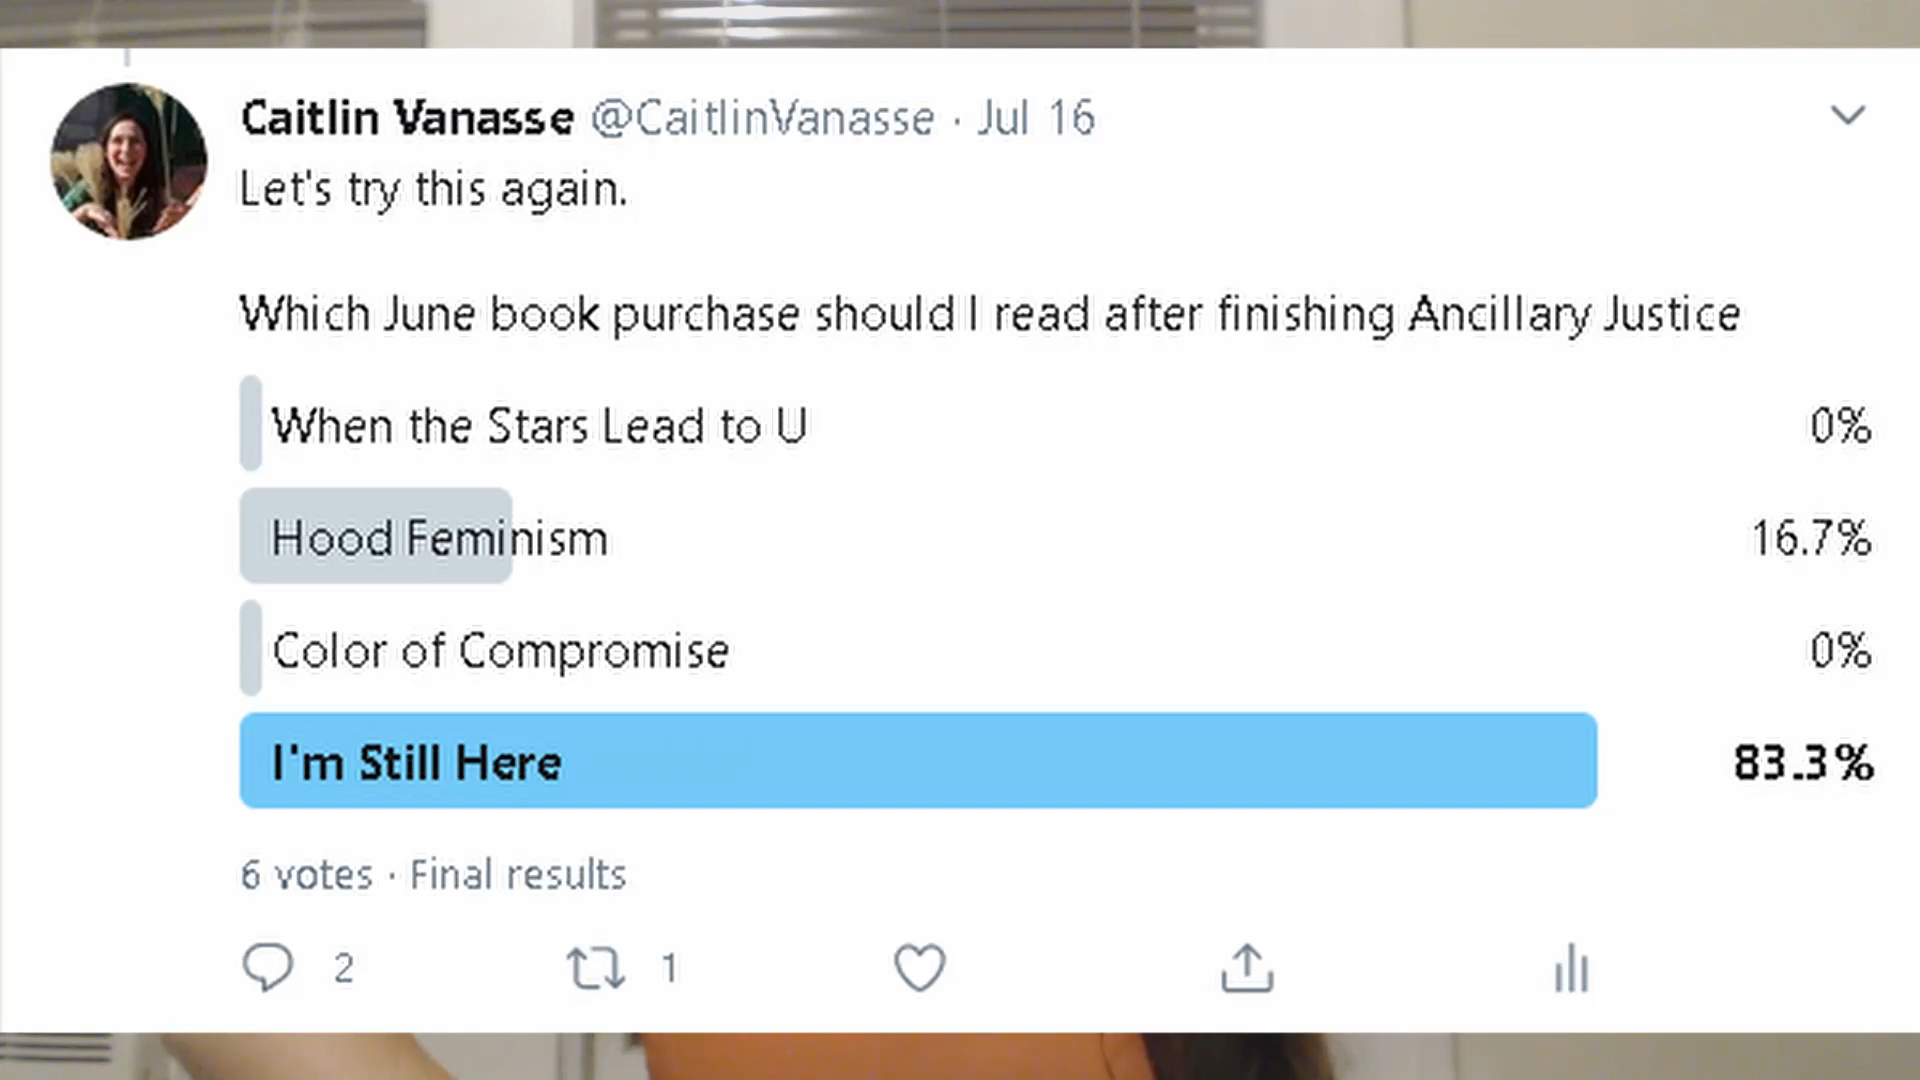 Caitlin Vanasse @CaitlinVanasse · Jul 16
Let's try this again.
Which June book purchase should I read after finishing Ancillary Justice
When the Stars Lead to U 0%
Hood Feminism 16.7%
Color of Compromise 0%
I'm Still Here 83.3%
6 votes · Final results
2 1